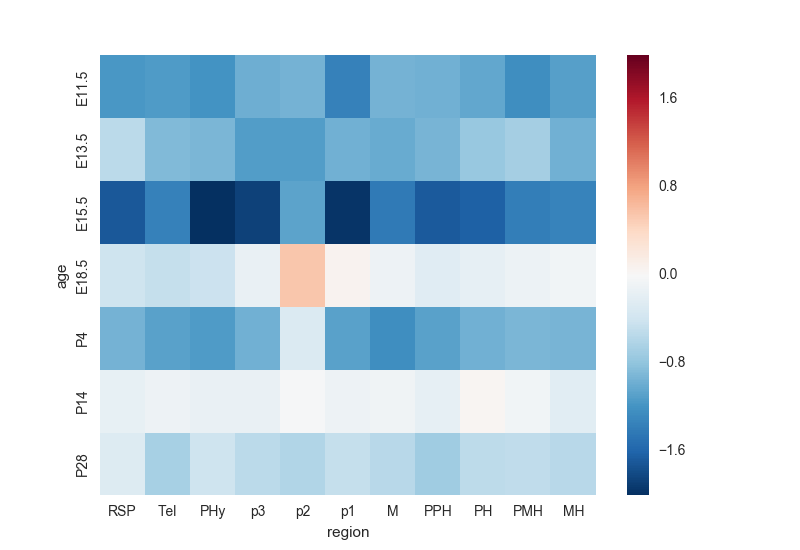 E11.5
E13.5
E15.5
E18.5
P4
P14
P28
age
RSP Tel PHy p3 p2 p1 M PPH PH PMH MH
region
1.6
0.8
0.0
−0.8
−1.6